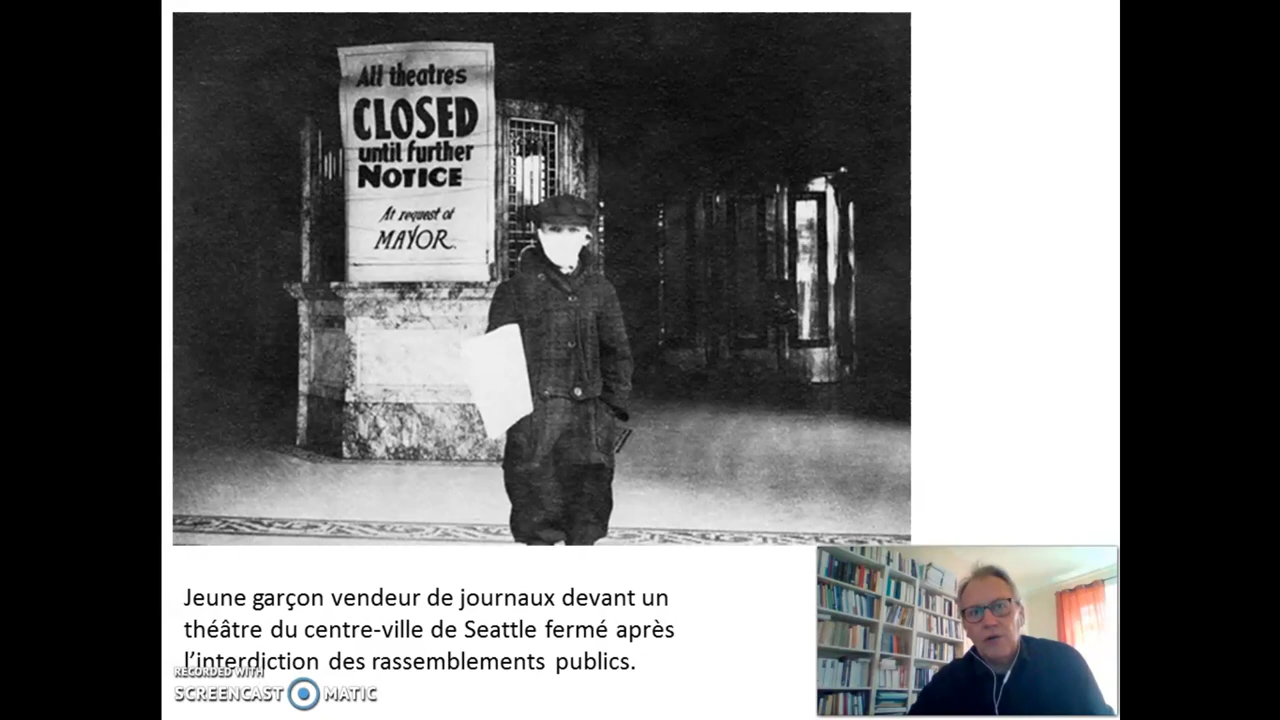 All theatres
CLOSED
until further
NOTICE
At request of
MAYOR.
Jeune garçon vendeur de journaux devant un
théâtre du centre-ville de Seattle fermé après
l'interdiction des rassemblements publics.
RECORDED WITH
SCREENCAST MATIC